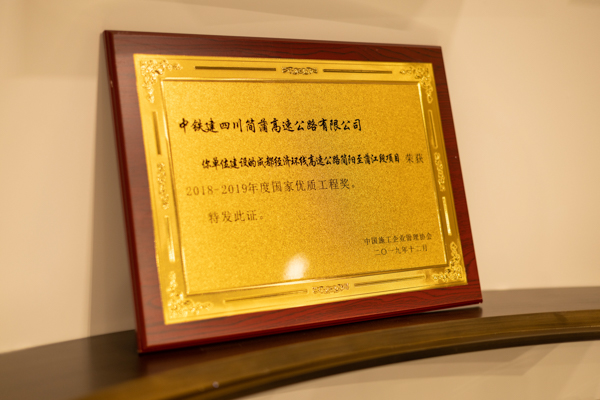 中铁建四川简蒲高速公路有限公司
你单位建设的成都经济环线高速公路简阳至蒲江段项目 荣获
2018-2019年度国家优质工程奖。
特发此证。
中国施工企业管理协会
二〇一九年十二月